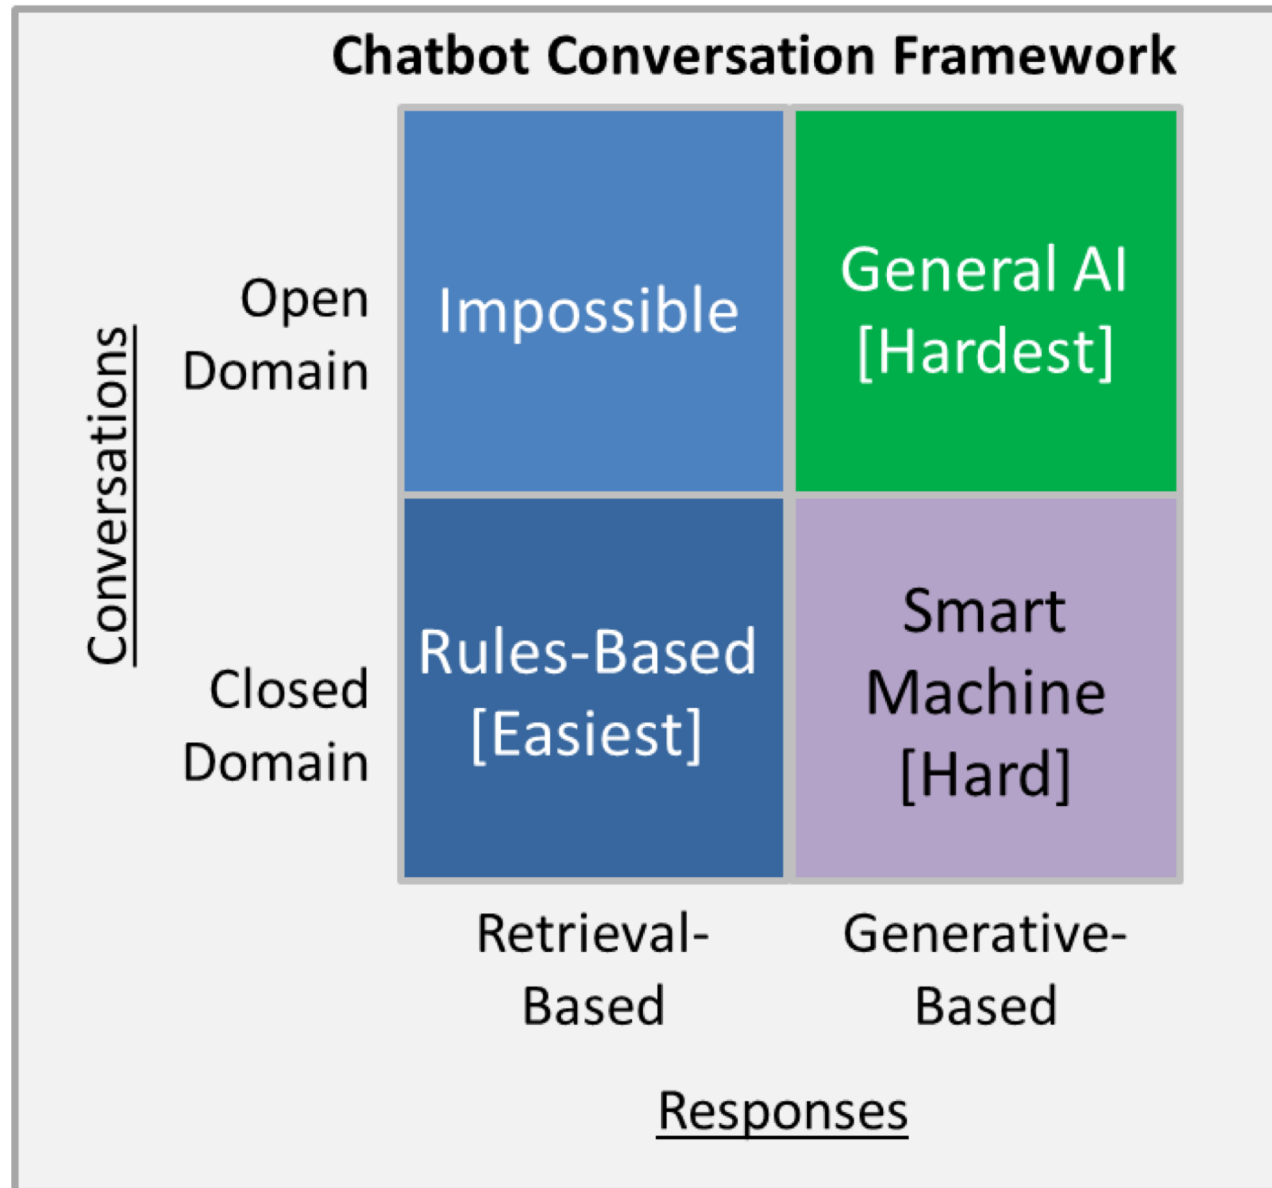 Chatbot Conversation Framework
Conversations
Open
Domain
Impossible
General AI
[Hardest]
Closed
Domain
Rules-Based
[Easiest]
Smart
Machine
[Hard]
Retrieval-
Based
Generative-
Based
Responses